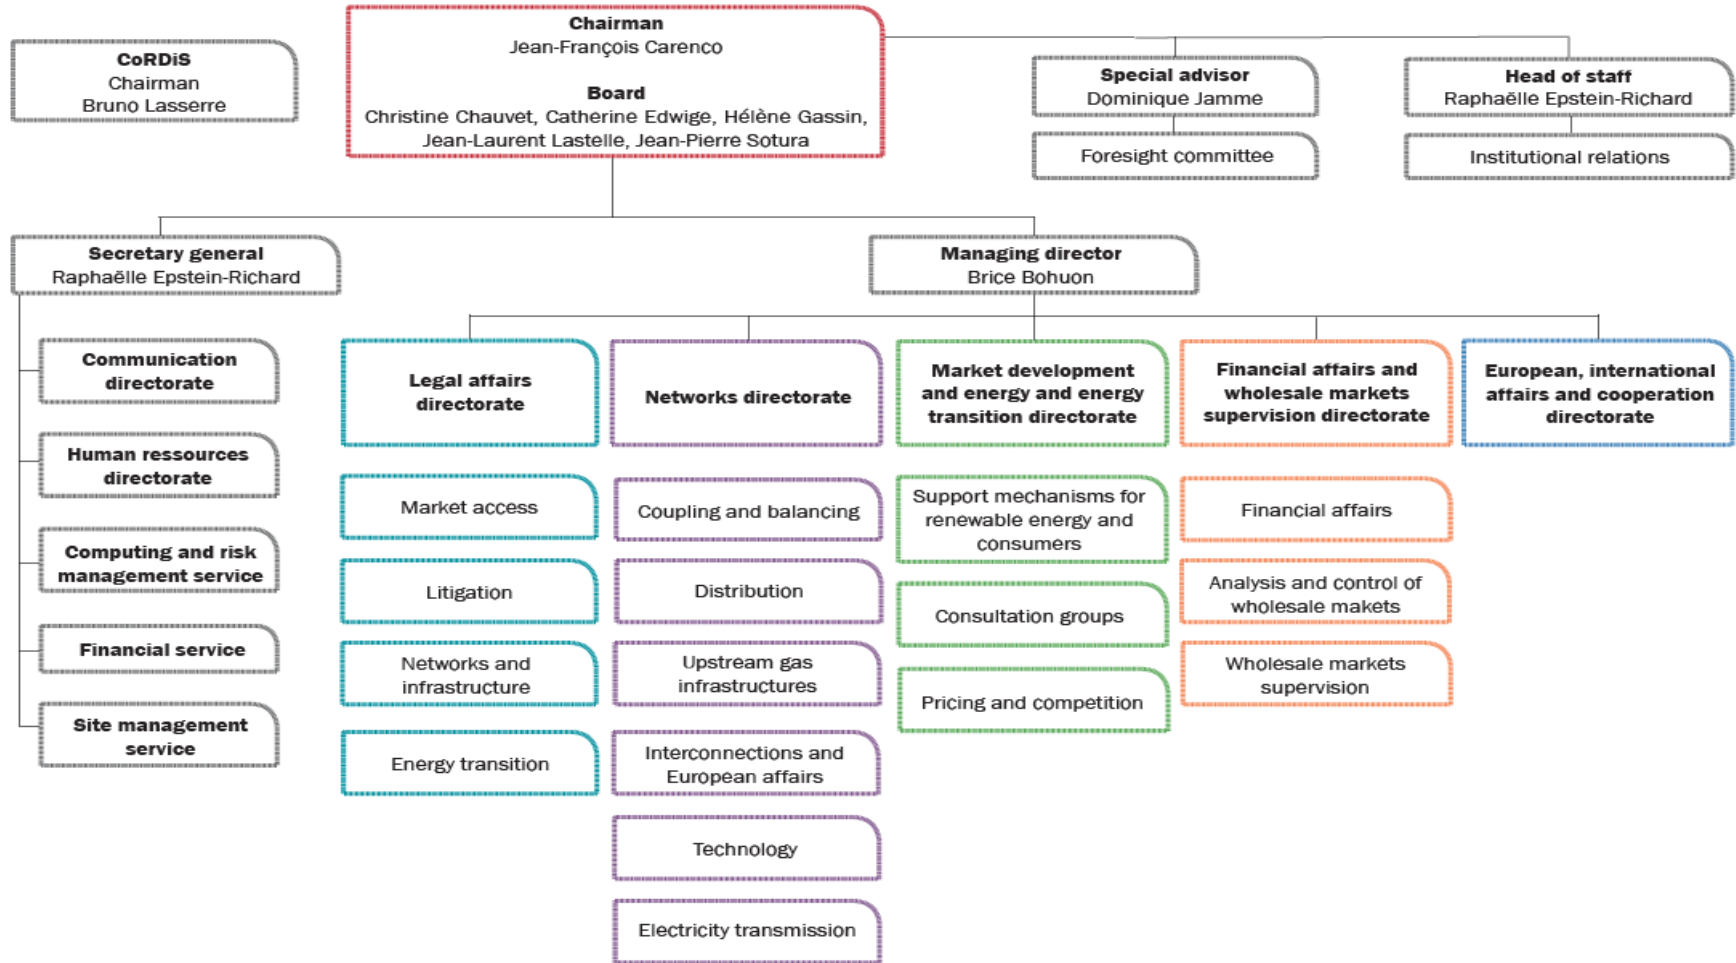 CoRDiS
Chairman
Bruno Lasserre
Chairman
Jean-François Carenco
Board
Christine Chauvet, Catherine Edwige, Hélène Gassin,
Jean-Laurent Lastelle, Jean-Pierre Sotura
Special advisor
Dominique Jamme
Foresight committee
Head of staff
Raphaëlle Epstein-Richard
Institutional relations
Secretary general
Raphaëlle Epstein-Richard
Managing director
Brice Bohuon
Communication
directorate
Human ressources
directorate
Computing and risk
management service
Financial service
Site management
service
Legal affairs
directorate
Market access
Litigation
Networks and
infrastructure
Energy transition
Networks directorate
Coupling and balancing
Distribution
Upstream gas
infrastructures
Interconnections and
European affairs
Technology
Electricity transmission
Market development
and energy and energy
transition directorate
Support mechanisms for
renewable energy and
consumers
Consultation groups
Pricing and competition
Financial affairs and
wholesale markets
supervision directorate
Financial affairs
Analysis and control of
wholesale makets
Wholesale markets
supervision
European, international
affairs and cooperation
directorate